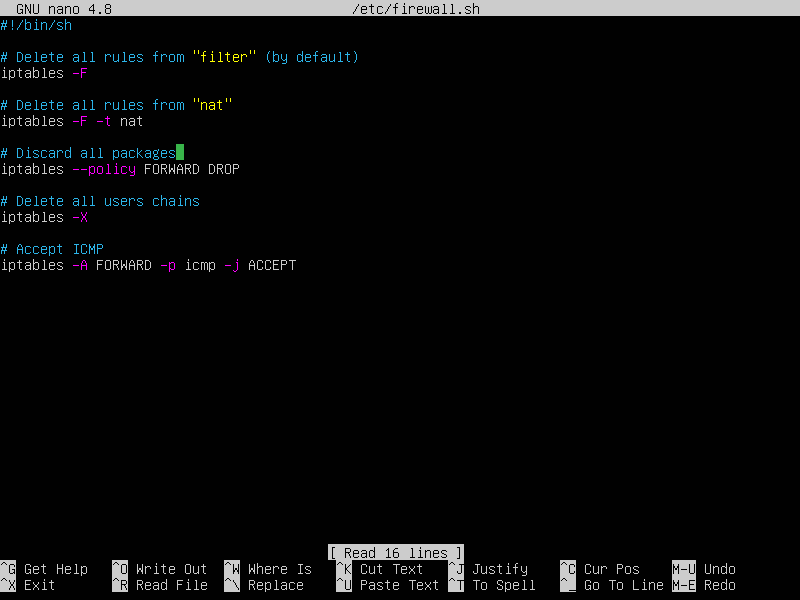 GNU nano 4.8 /etc/firewall.sh
#!/bin/sh
# Delete all rules from "filter" (by default)
iptables -F
# Delete all rules from "nat"
iptables -F -t nat
# Discard all packages
iptables --policy FORWARD DROP
# Delete all users chains
iptables -X
# Accept ICMP
iptables -A FORWARD -p icmp -j ACCEPT
[ Read 16 lines ]
^G Get Help ^O Write Out ^W Where Is ^K Cut Text ^J Justify ^C Cur Pos M-U Undo
^X Exit ^R Read File ^\ Replace ^U Paste Text ^T To Spell ^_ Go To Line M-E Redo